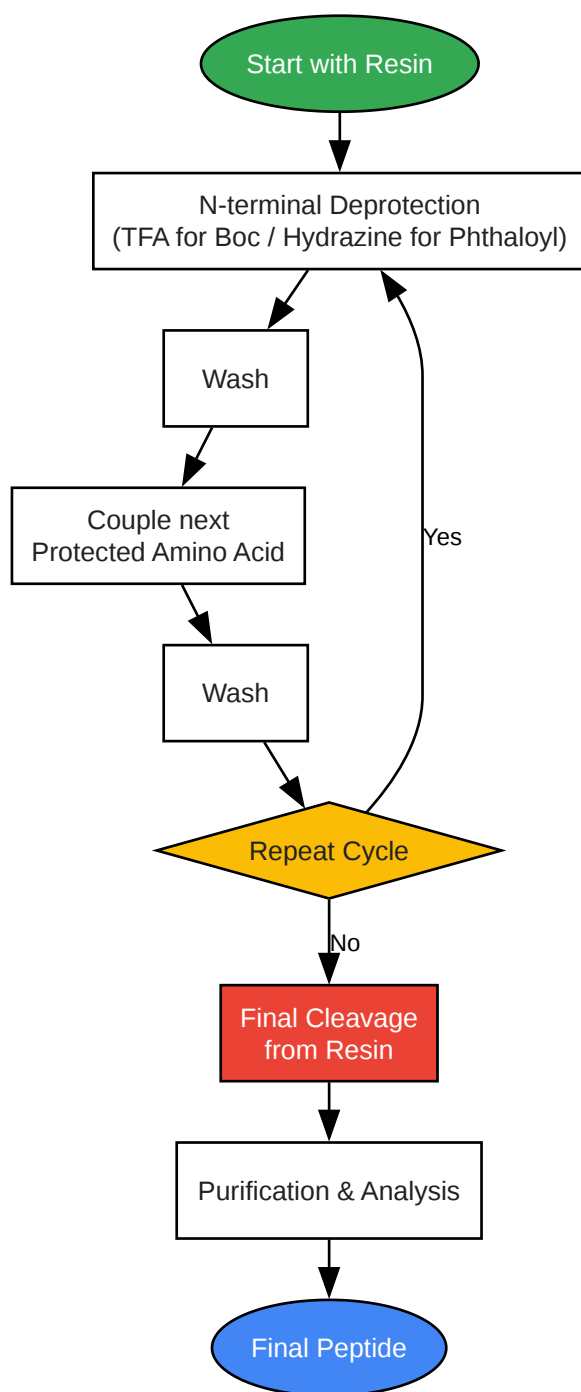 Start with Resin
N-terminal Deprotection
(TFA for Boc / Hydrazine for Phthaloyl)
Wash
Couple next
Protected Amino Acid
Yes
Wash
Repeat Cycle
No
Final Cleavage
from Resin
Purification & Analysis
Final Peptide